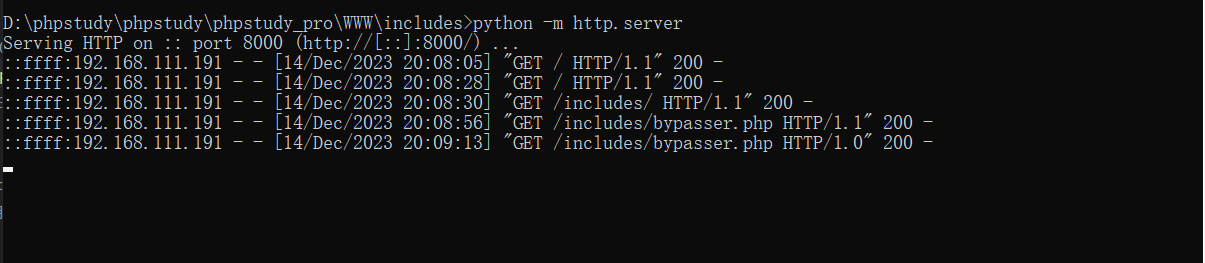 D:\phpstudy\phpstudy\phpstudy_pro\WWW\includes>python -m http.server
Serving HTTP on :: port 8000 (http://[::]:8000/) ...
::ffff:192.168.111.191 - - [14/Dec/2023 20:08:05] "GET / HTTP/1.1" 200 -
::ffff:192.168.111.191 - - [14/Dec/2023 20:08:28] "GET / HTTP/1.1" 200 -
::ffff:192.168.111.191 - - [14/Dec/2023 20:08:30] "GET /includes/ HTTP/1.1" 200 -
::ffff:192.168.111.191 - - [14/Dec/2023 20:08:56] "GET /includes/bypasser.php HTTP/1.1" 200 -
::ffff:192.168.111.191 - - [14/Dec/2023 20:09:13] "GET /includes/bypasser.php HTTP/1.0" 200 -